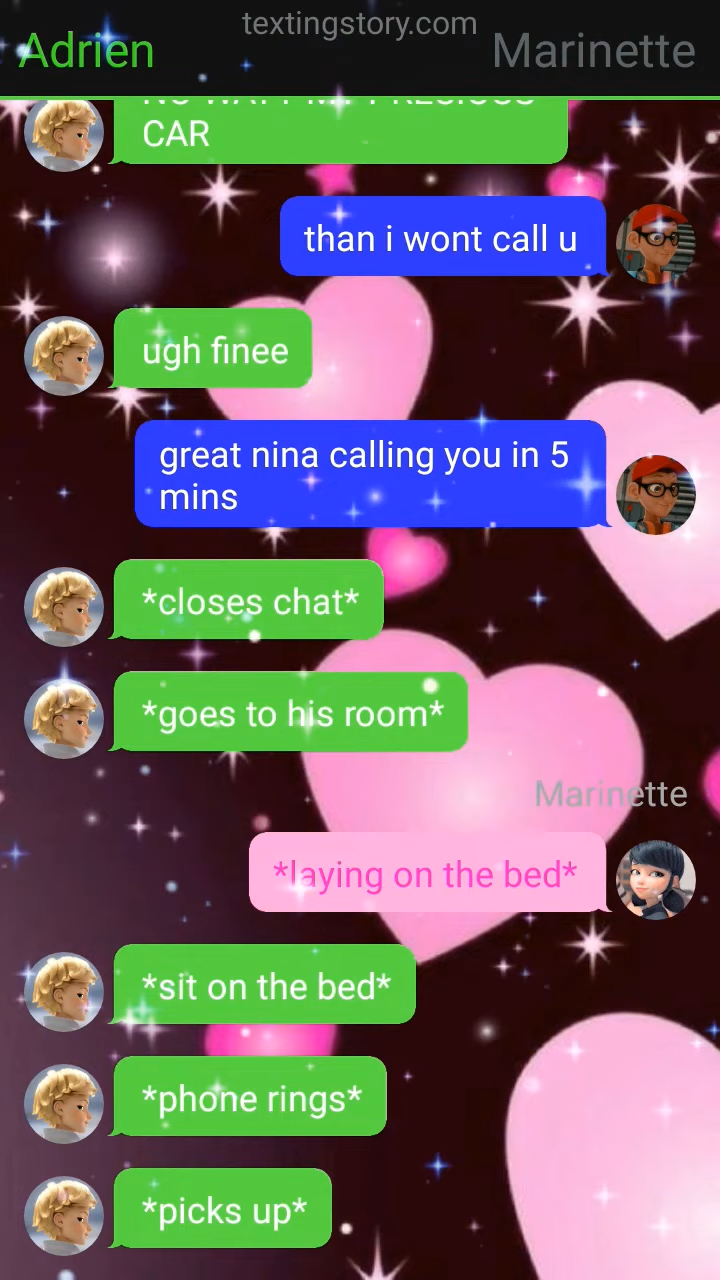 textingstory.com
Adrien
Marinette
CAR
than i wont call u
ugh finee
great nina calling you in 5
mins
*closes chat*
*goes to his room*
Marinette
*laying on the bed*
*sit on the bed*
*phone rings*
*picks up*